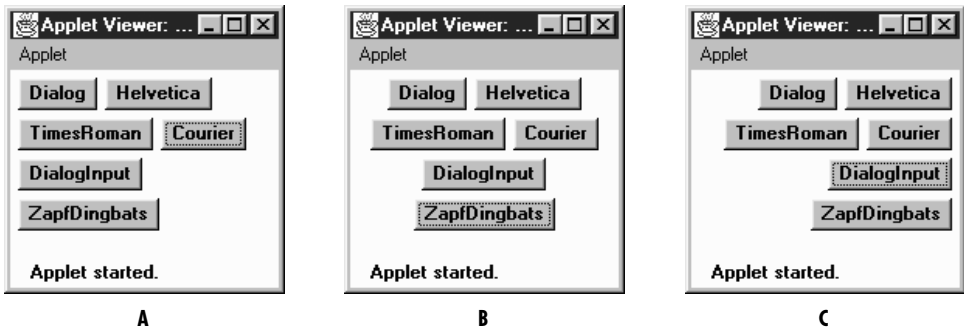 Applet Viewer: ...
Applet
Dialog Helvetica
TimesRoman Courier
DialogInput
ZapfDingbats
Applet started.
A
Applet Viewer: ...
Applet
Dialog Helvetica
TimesRoman Courier
DialogInput
ZapfDingbats
Applet started.
B
Applet Viewer: ...
Applet
Dialog Helvetica
TimesRoman Courier
DialogInput
ZapfDingbats
Applet started.
C